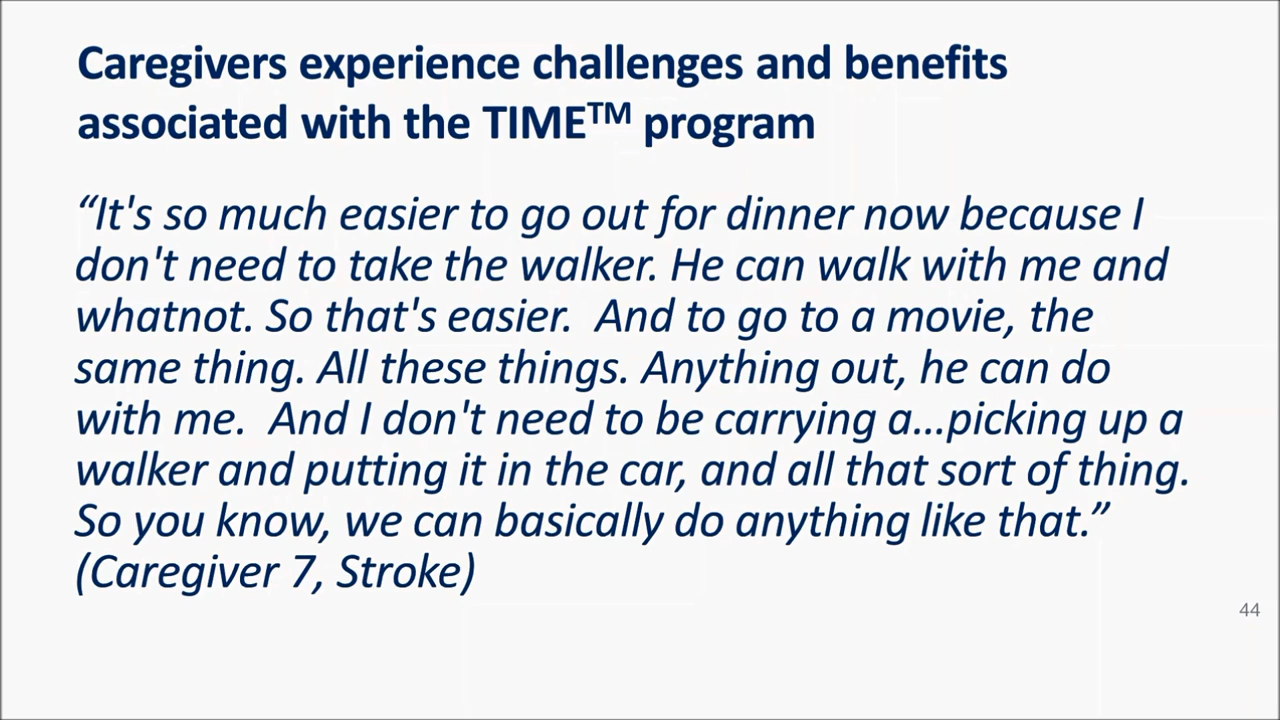 Caregivers experience challenges and benefits
associated with the TIME™ program
“It's so much easier to go out for dinner now because I
don't need to take the walker. He can walk with me and
whatnot. So that's easier.  And to go to a movie, the
same thing. All these things. Anything out, he can do
with me.  And I don't need to be carrying a...picking up a
walker and putting it in the car, and all that sort of thing.
So you know, we can basically do anything like that.”
(Caregiver 7, Stroke)
44